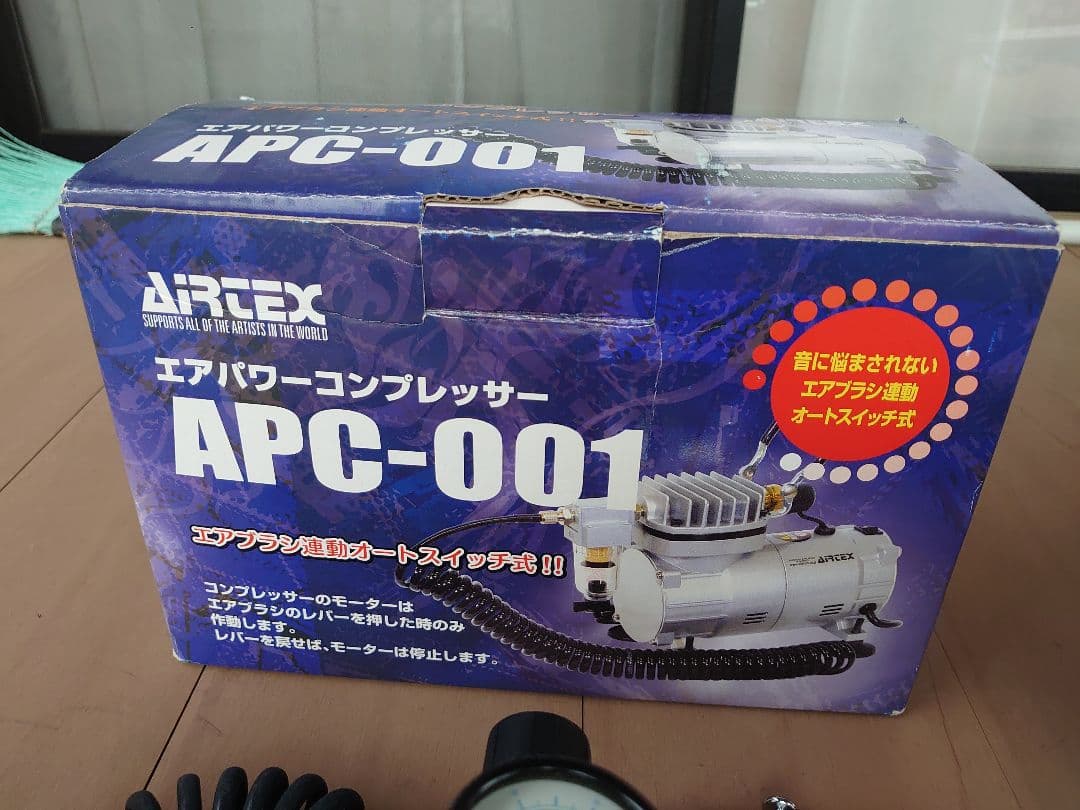 エアパワーコンプレッサー
APC-001
AIRTEX
SUPPORTS ALL OF THE ARTISTS IN THE WORLD
エアパワーコンプレッサー
APC-001
音に悩まされない
エアブラシ連動
オートスイッチ式
エアブラシ連動オートスイッチ式!!
コンプレッサーのモーターは
エアブラシのレバーを押した時のみ
作動します。
レバーを戻せば、モーターは停止します。
AIRTEX